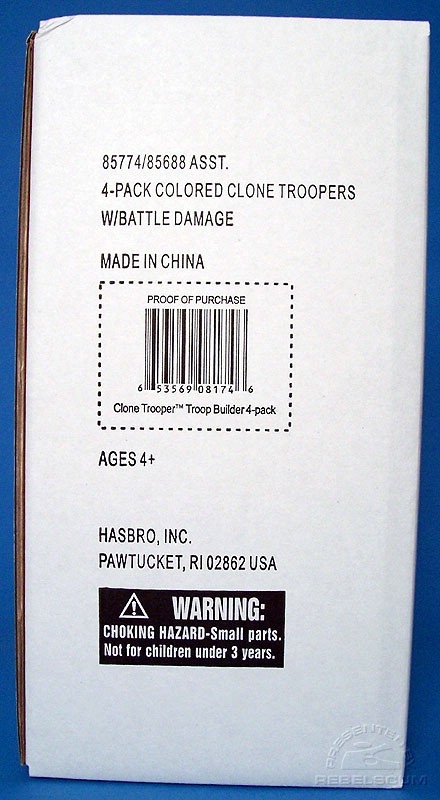 85774/85688 ASST.
4-PACK COLORED CLONE TROOPERS
W/BATTLE DAMAGE
MADE IN CHINA
PROOF OF PURCHASE
6 53569 08174 6
Clone Trooper™ Troop Builder 4-pack
AGES 4+
HASBRO, INC.
PAWTUCKET, RI 02862 USA
WARNING:
CHOKING HAZARD-Small parts.
Not for children under 3 years.
REBELSCUM